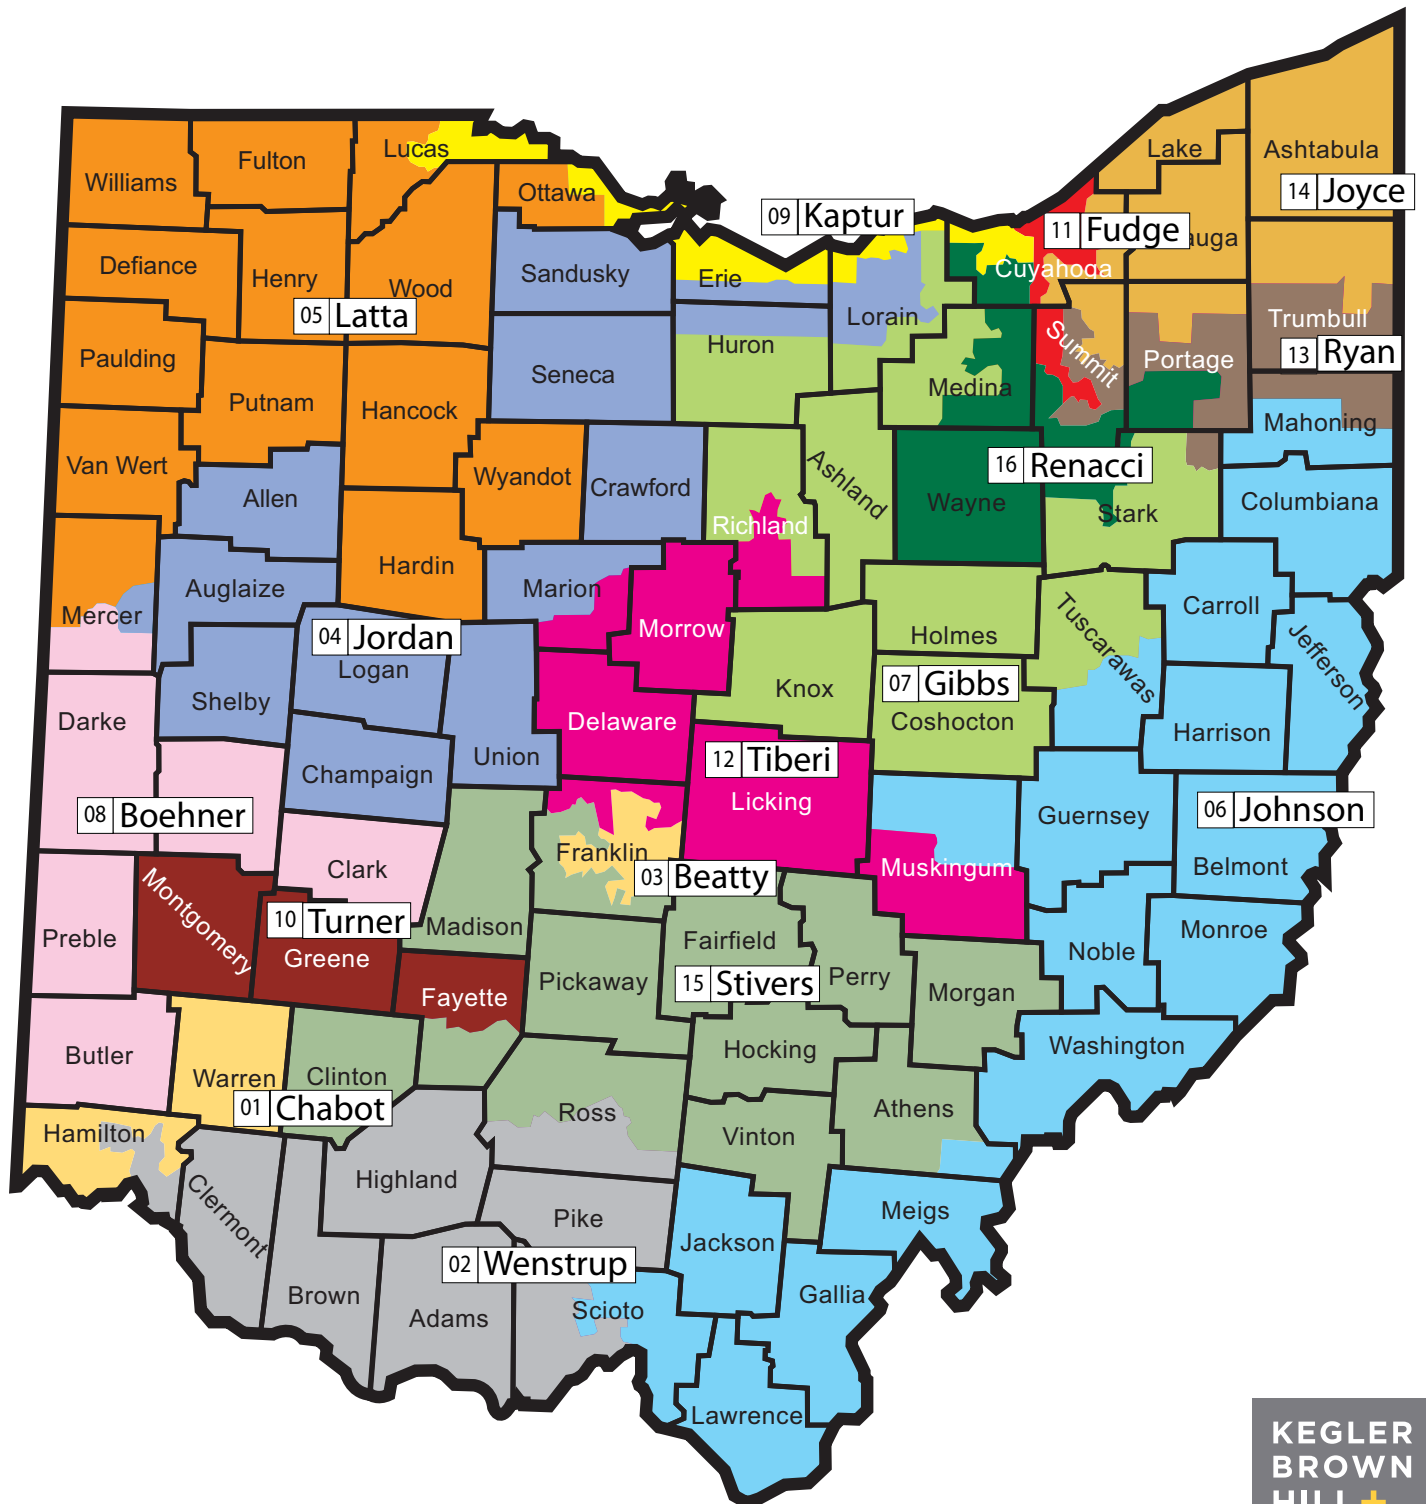 Lake
Ashtabula
Lucas
Fulton
Williams
14 Joyce
Ottawa
09 Kaptur
11 Fudge
auga
Defiance
Sandusky
Cuyahoga
Henry
Erie
Wood
05 Latta
Lorain
Trumbull
Huron
Summit
13 Ryan
Paulding
Portage
Seneca
Medina
Putnam
Hancock
Mahoning
Van Wert
16 Renacci
Wyandot
Crawford
Ashland
Allen
Wayne
Columbiana
Stark
Richland
Hardin
Auglaize
Marion
Carroll
Mercer
Morrow
Holmes
Tuscarawas
04 Jordan
Jefferson
Logan
07 Gibbs
Knox
Shelby
Darke
Delaware
Coshocton
Harrison
Union
12 Tiberi
Champaign
Licking
08 Boehner
Guernsey
06 Johnson
Franklin
Clark
Muskingum
Belmont
03 Beatty
Montgomery
10 Turner
Madison
Preble
Fairfield
Monroe
Greene
Noble
Perry
Pickaway
15 Stivers
Fayette
Morgan
Butler
Hocking
Washington
Warren
Clinton
01 Chabot
Ross
Athens
Hamilton
Vinton
Highland
Clermont
Pike
Meigs
Jackson
02 Wenstrup
Brown
Gallia
Adams
Scioto
Lawrence
KEGLER
BROWN
HILL +